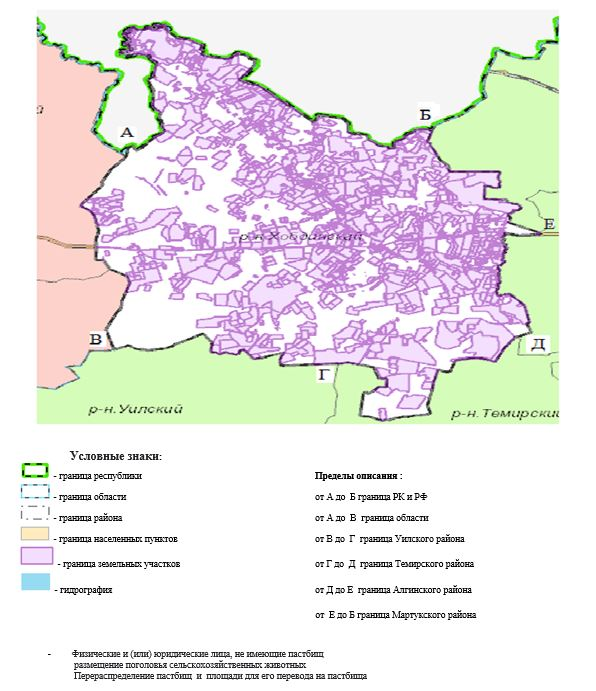 А
Б
р-н.Хобдинский
Е
В
Г
Д
р-н.Уилский
р-н.Темирский
Условные знаки:
- граница республики
- граница области
- граница района
- граница населенных пунктов
- граница земельных участков
- гидрография
Пределы описания :
от А до Б граница РК и РФ
от А до В граница области
от В до Г граница Уилского района
от Г до Д граница Темирского района
от Д до Е граница Алгинского района
от Е до Б граница Мартукского района
- Физические и (или) юридические лица, не имеющие пастбищ
размещение поголовья сельскохозяйственных животных
Перераспределение пастбищ и площади для его перевода на пастбища